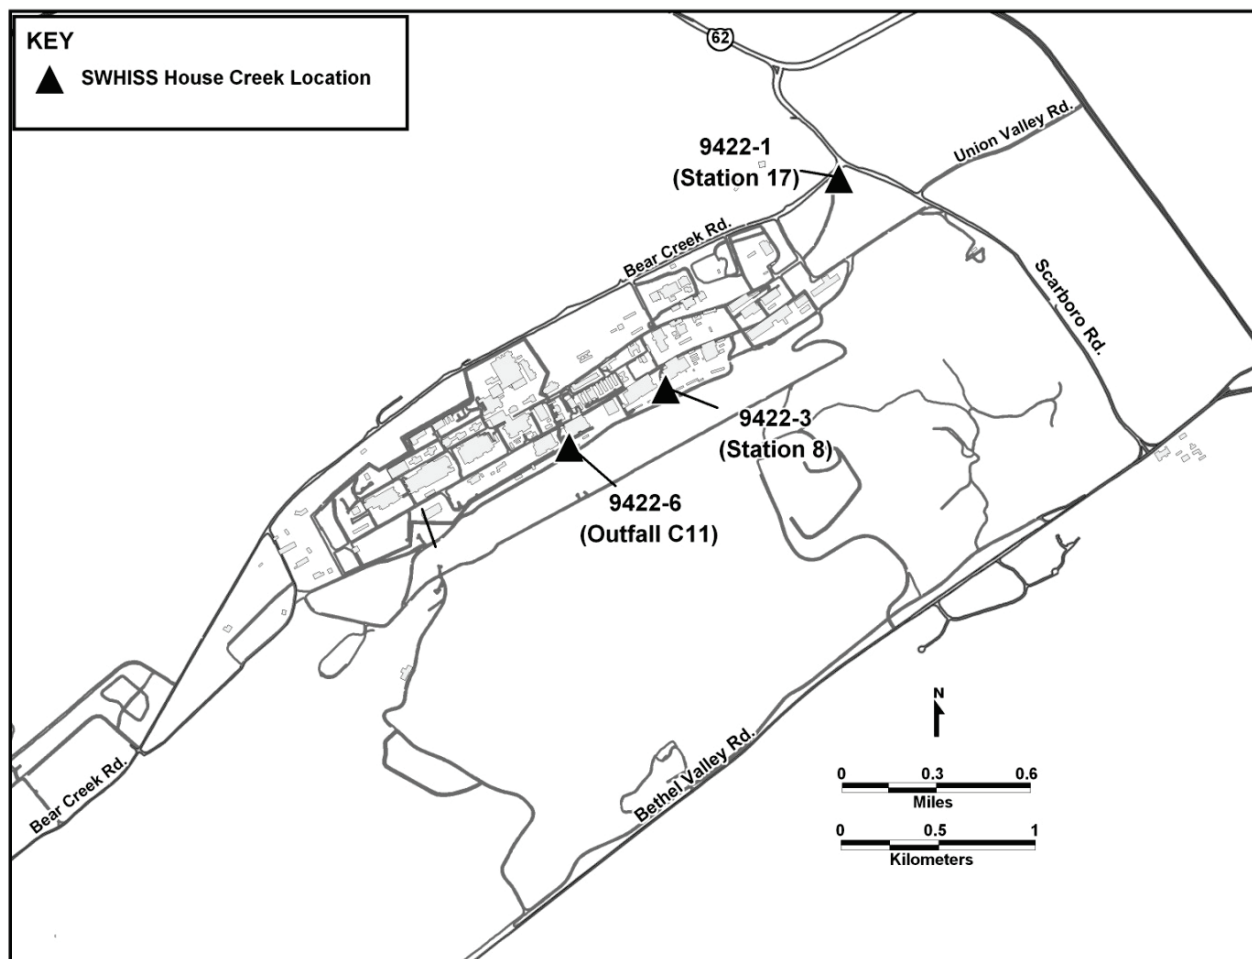 KEY
SWHISS House Creek Location
62
Union Valley Rd.
9422-1
(Station 17)
Bear Creek Rd.
Scarboro Rd.
9422-3
(Station 8)
9422-6
(Outfall C11)
N
0 0.3 0.6
Miles
0 0.5 1
Kilometers
Bethel Valley Rd.
Bear Creek Rd.